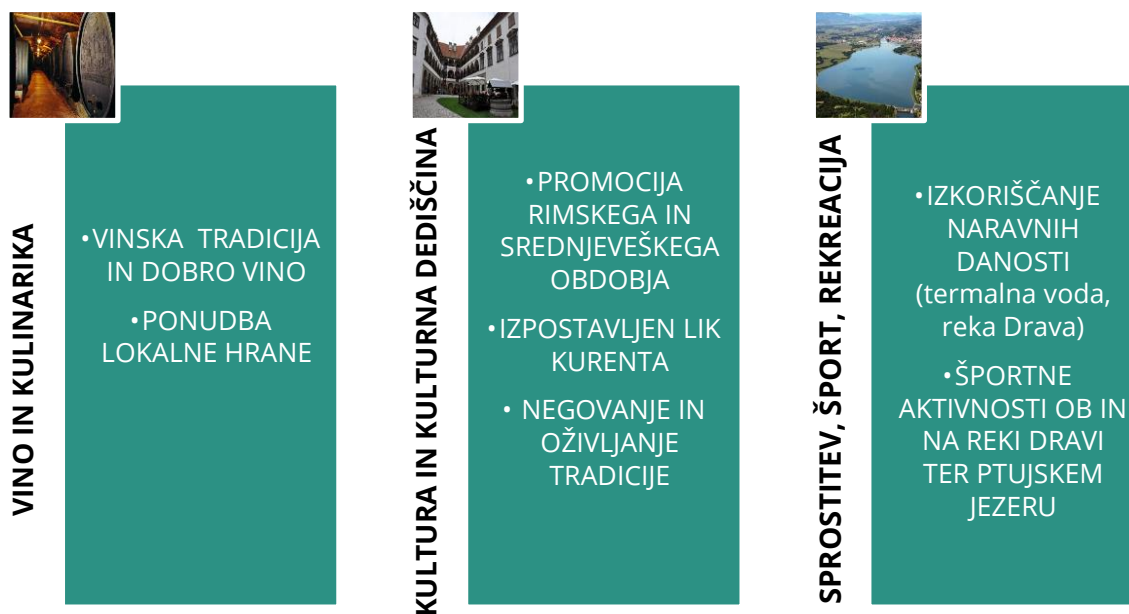 VINO IN KULINARIKA
•VINSKA TRADICIJA
IN DOBRO VINO
•PONUDBA
LOKALNE HRANE
KULTURA IN KULTURNA DEDIŠČINA
•PROMOCIJA
RIMSKEGA IN
SREDNJEVEŠKEGA
OBDOBJA
•IZPOSTAVLJEN LIK
KURENTA
• NEGOVANJE IN
OŽIVLJANJE
TRADICIJE
SPROSTITEV, ŠPORT, REKREACIJA
•IZKORIŠČANJE
NARAVNIH
DANOSTI
(termalna voda,
reka Drava)
•ŠPORTNE
AKTIVNOSTI OB IN
NA REKI DRAVI
TER PTUJSKEM
JEZERU